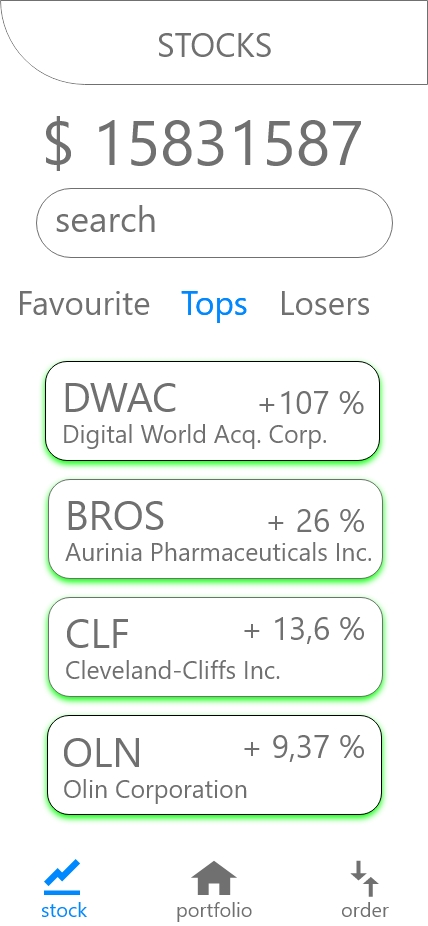 STOCKS
$ 15831587
search
Favourite Tops Losers
DWAC +107 %
Digital World Acq. Corp.
BROS + 26 %
Aurinia Pharmaceuticals Inc.
CLF + 13,6 %
Cleveland-Cliffs Inc.
OLN + 9,37 %
Olin Corporation
stock portfolio order